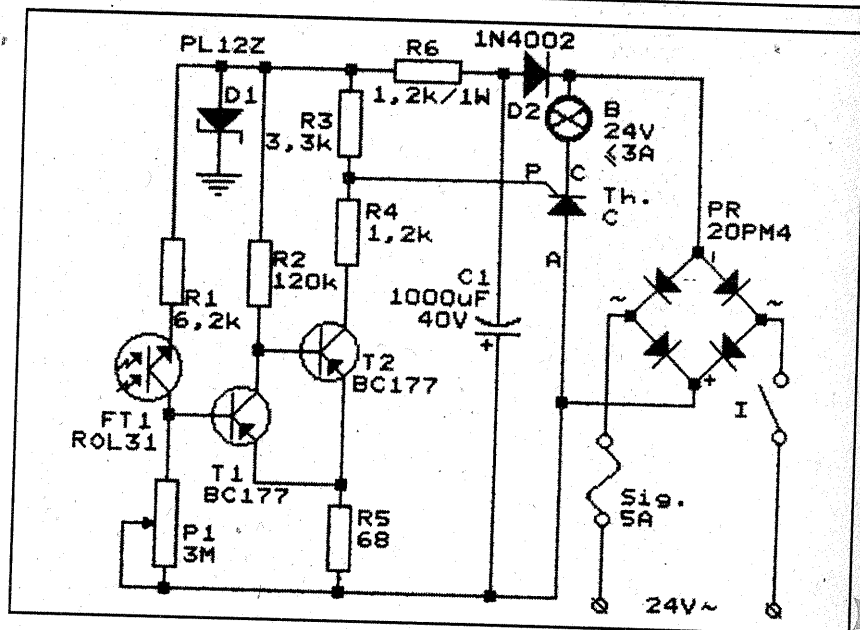 PL12Z
R6
1N4002
D1
1,2k/1W
D2
B
24V
⩽3A
R3
3,3k
P
C
Th.
C
R4
1,2k
PR
20PM4
A
R2
120k
C1
1000uF
40V
+
R1
6,2k
~
~
+
T2
BC177
FT1
ROL31
I
T1
BC177
Sig.
5A
P1
3M
R5
68
24V~